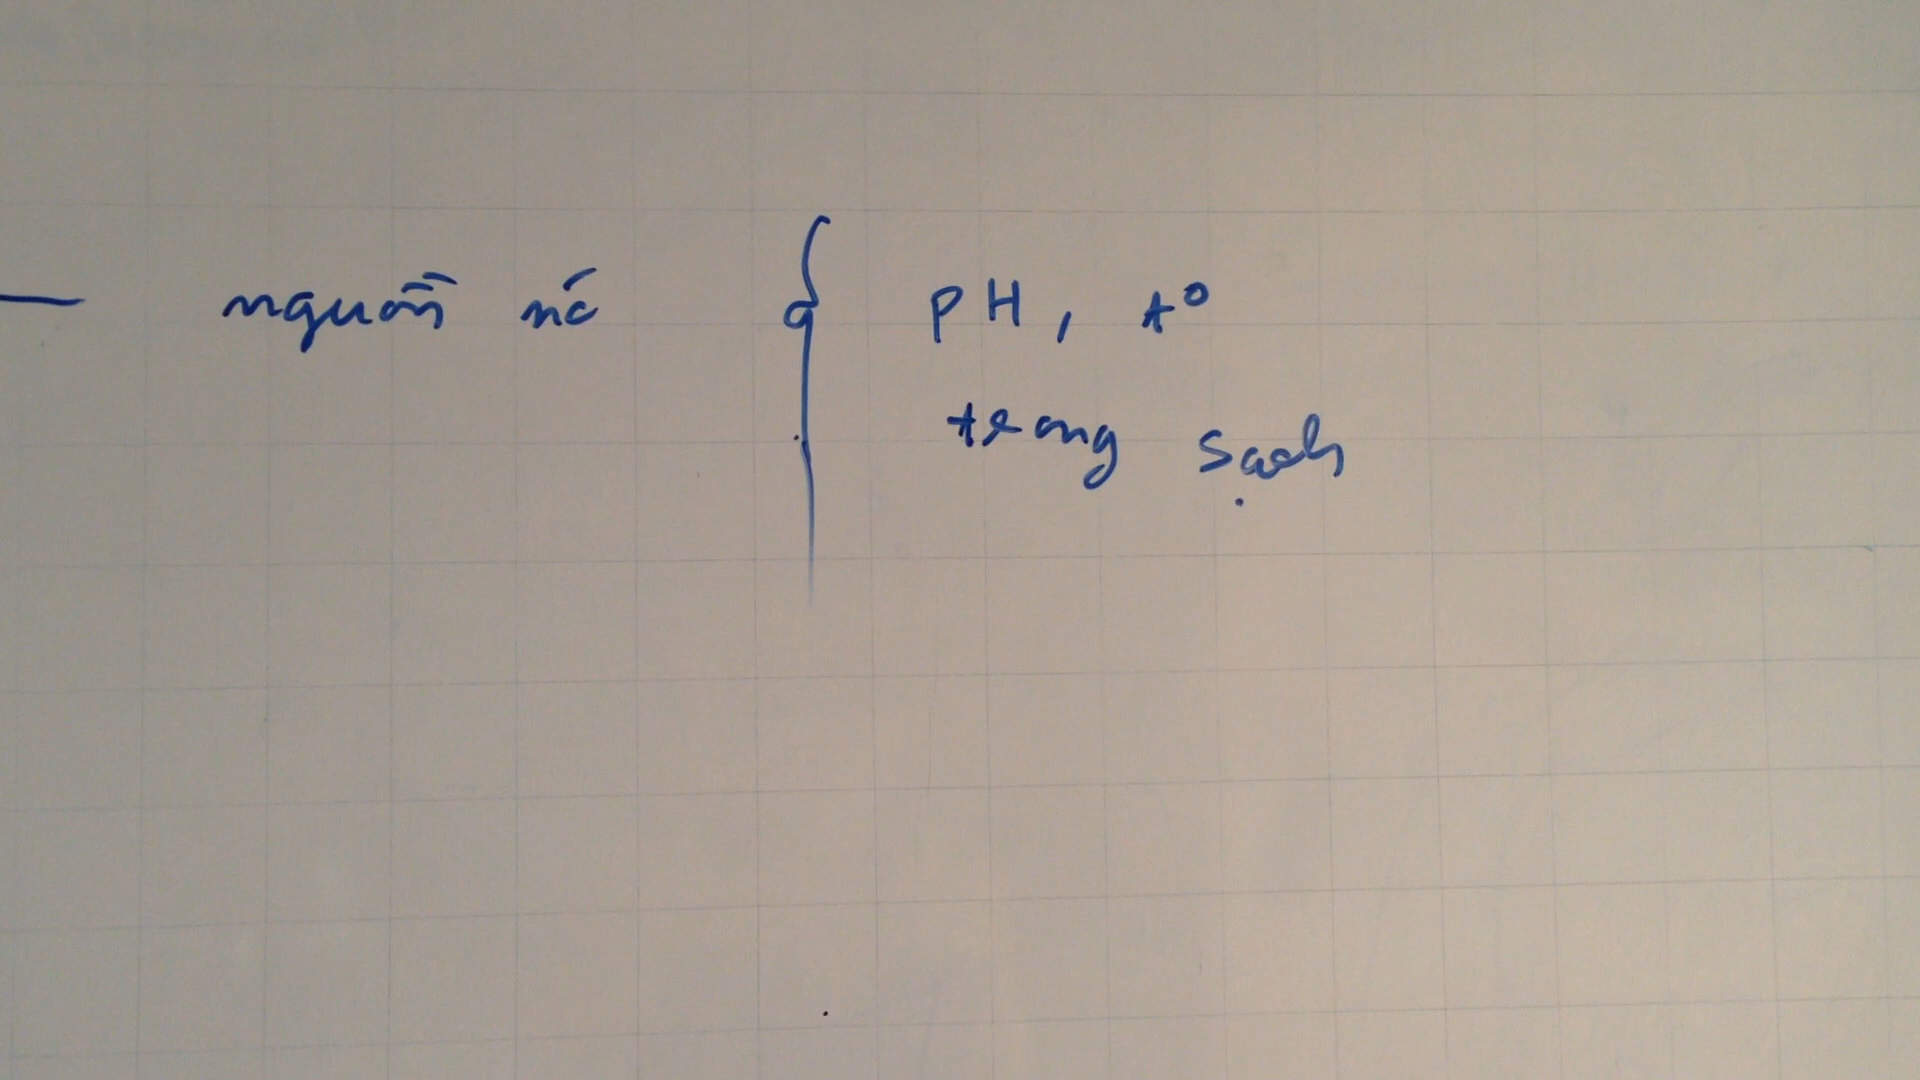 – nguồn nc { pH, t°
trong sạch